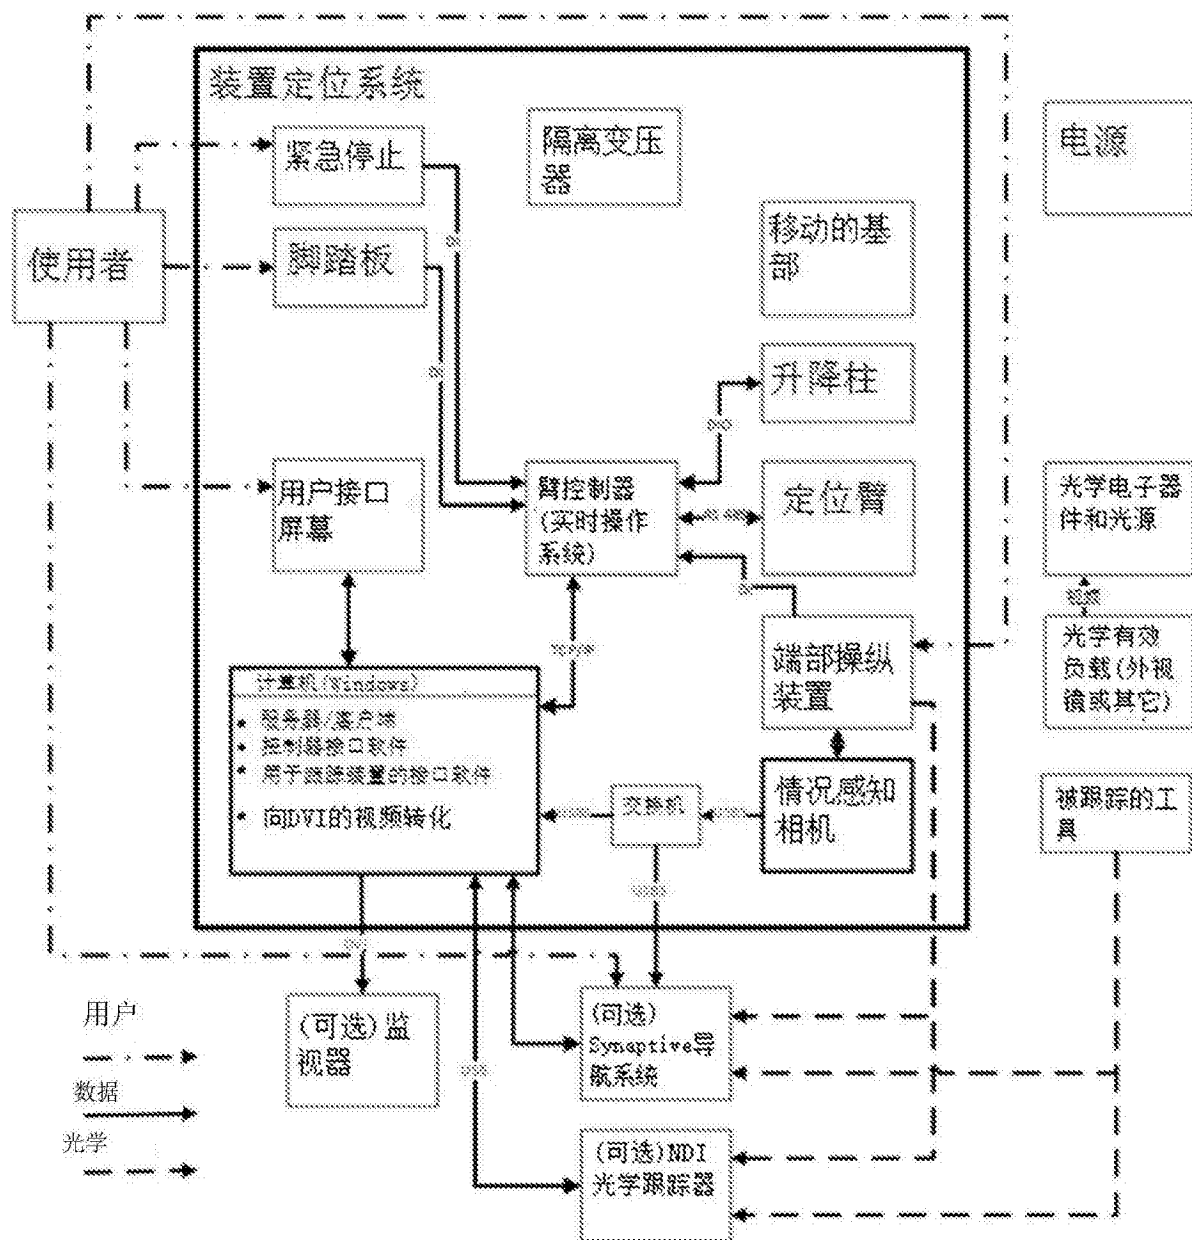 装置定位系统
紧急停止
隔离变压
器
电源
使用者
脚踏板
移动的基
部
升降柱
用户接口
屏幕
臂控制器
(实时操作
系统)
定位臂
光学电子器
件和光源
视频
TCP/IP
端部操纵
装置
光学有效
负载(外视
镜或其它)
计算机(Windows)
• 服务器/客户端
• 控制器接口软件
• 用于跟踪装置的接口软件
• 向DVI的视频转化
交换机
情况感知
相机
被跟踪的工
具
用户
数据
光学
(可选)监
视器
(可选)
Synaptive导
航系统
(可选)NDI
光学跟踪器